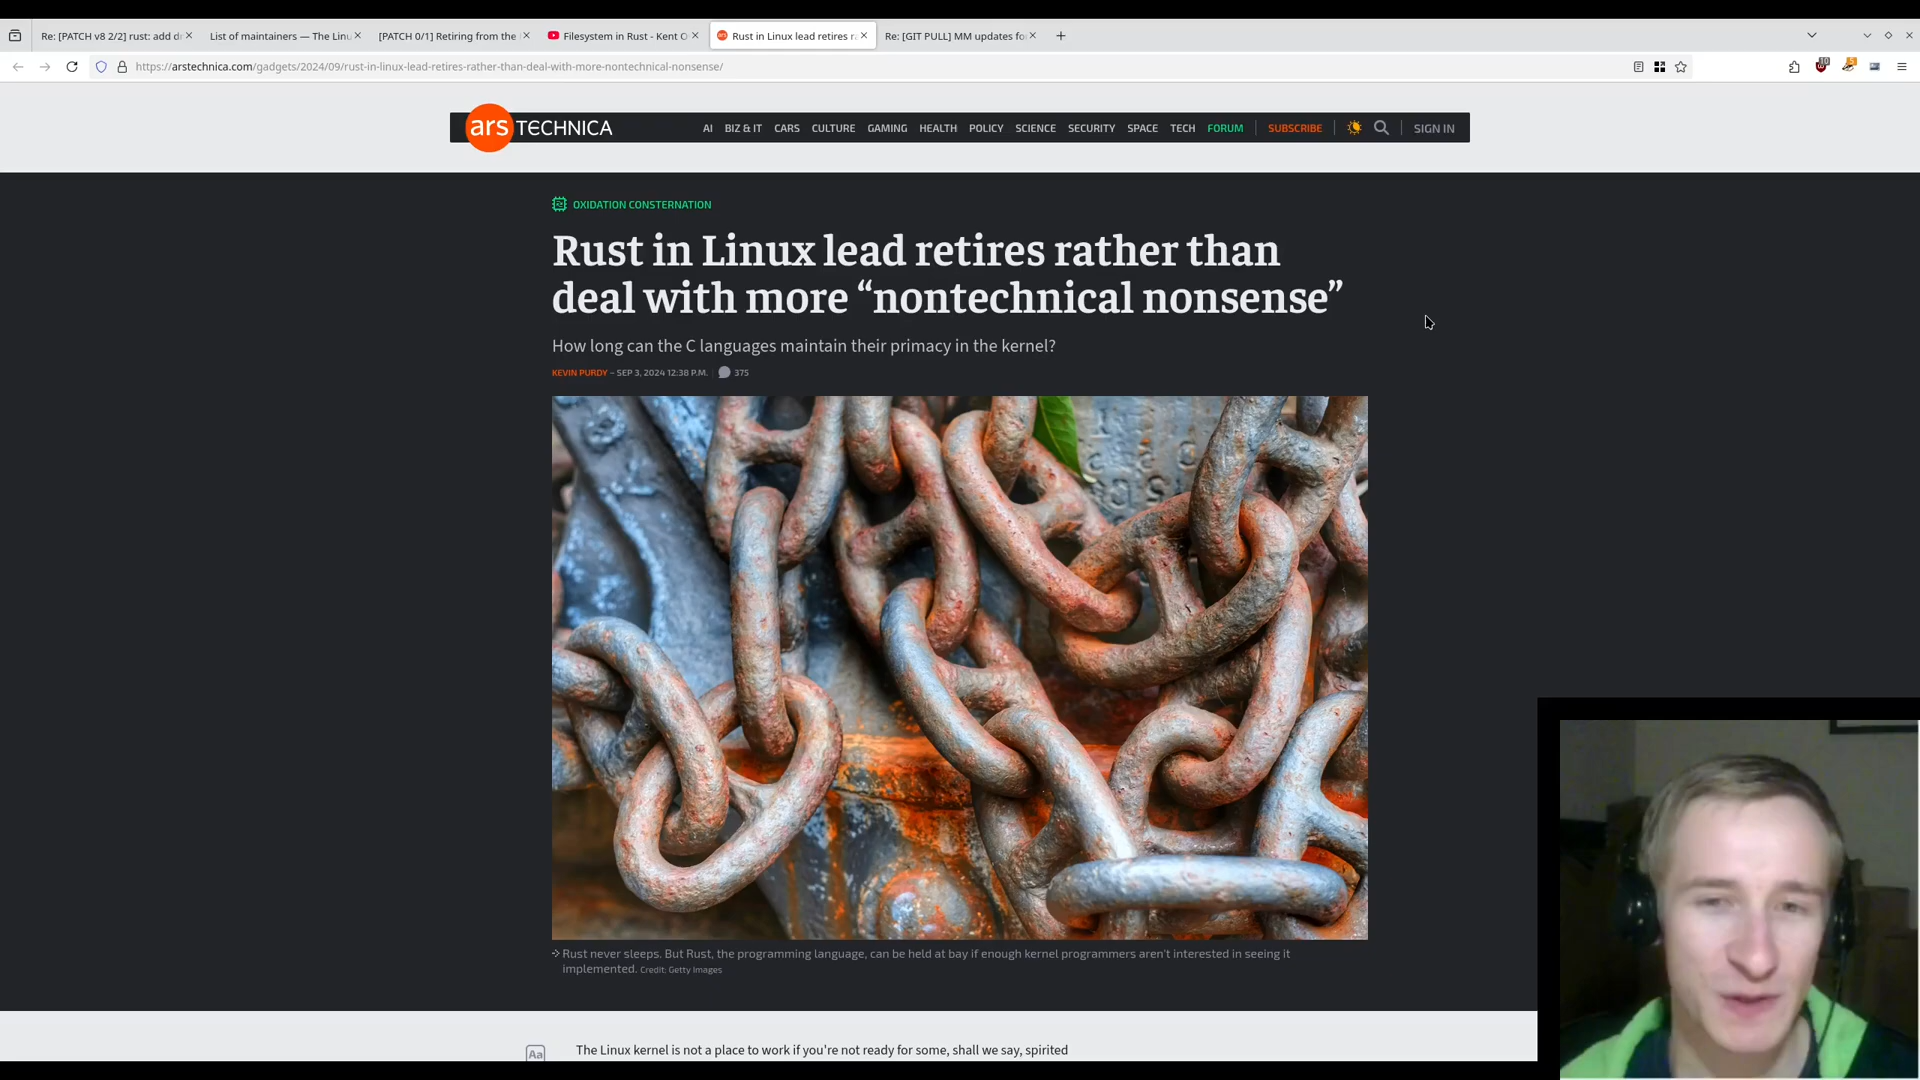 Re: [PATCH v8 2/2] rust: add d
List of maintainers — The Linu
[PATCH 0/1] Retiring from the
Filesystem in Rust - Kent O
Rust in Linux lead retires r
Re: [GIT PULL] MM updates fo
https://arstechnica.com/gadgets/2024/09/rust-in-linux-lead-retires-rather-than-deal-with-more-nontechnical-nonsense/
ars TECHNICA
AI BIZ & IT CARS CULTURE GAMING HEALTH POLICY SCIENCE SECURITY SPACE TECH FORUM SUBSCRIBE SIGN IN
OXIDATION CONSTERNATION
Rust in Linux lead retires rather than
deal with more “nontechnical nonsense”
How long can the C languages maintain their primacy in the kernel?
KEVIN PURDY – SEP 3, 2024 12:38 P.M. 375
Rust never sleeps. But Rust, the programming language, can be held at bay if enough kernel programmers aren't interested in seeing it
implemented. Credit: Getty Images
Aa
The Linux kernel is not a place to work if you're not ready for some, shall we say, spirited